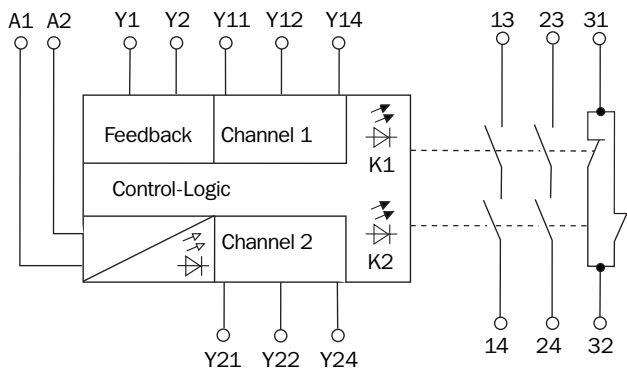 A1 A2 Y1 Y2 Y11 Y12 Y14 13 23 31
Feedback Channel 1
K1
Control-Logic
K2
Channel 2
14 24 32
Y21 Y22 Y24